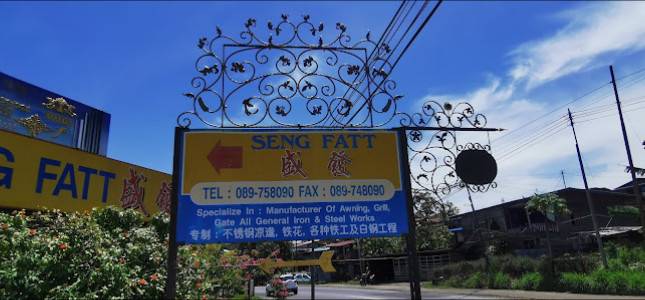 SENG FATT
盛 發
TEL : 089-758090 FAX : 089-748090
Specialize In : Manufacturer Of Awning, Grill,
Gate All General Iron & Steel Works
专制 : 不锈钢凉逢, 铁花, 各种铁工及白钢工程
G FATT 盛發